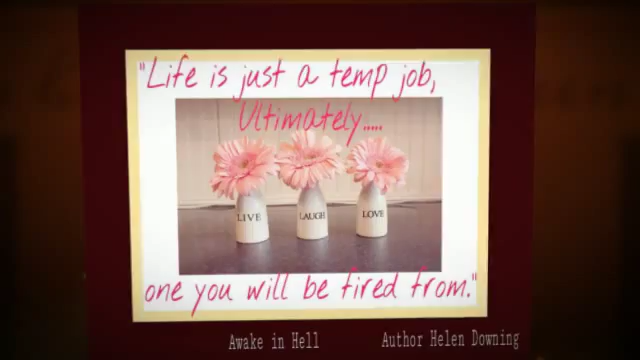 "Life is just a temp job,
Ultimately.....
LIVE LAUGH LOVE
one you will be fired from."
Awake in Hell Author Helen Downing